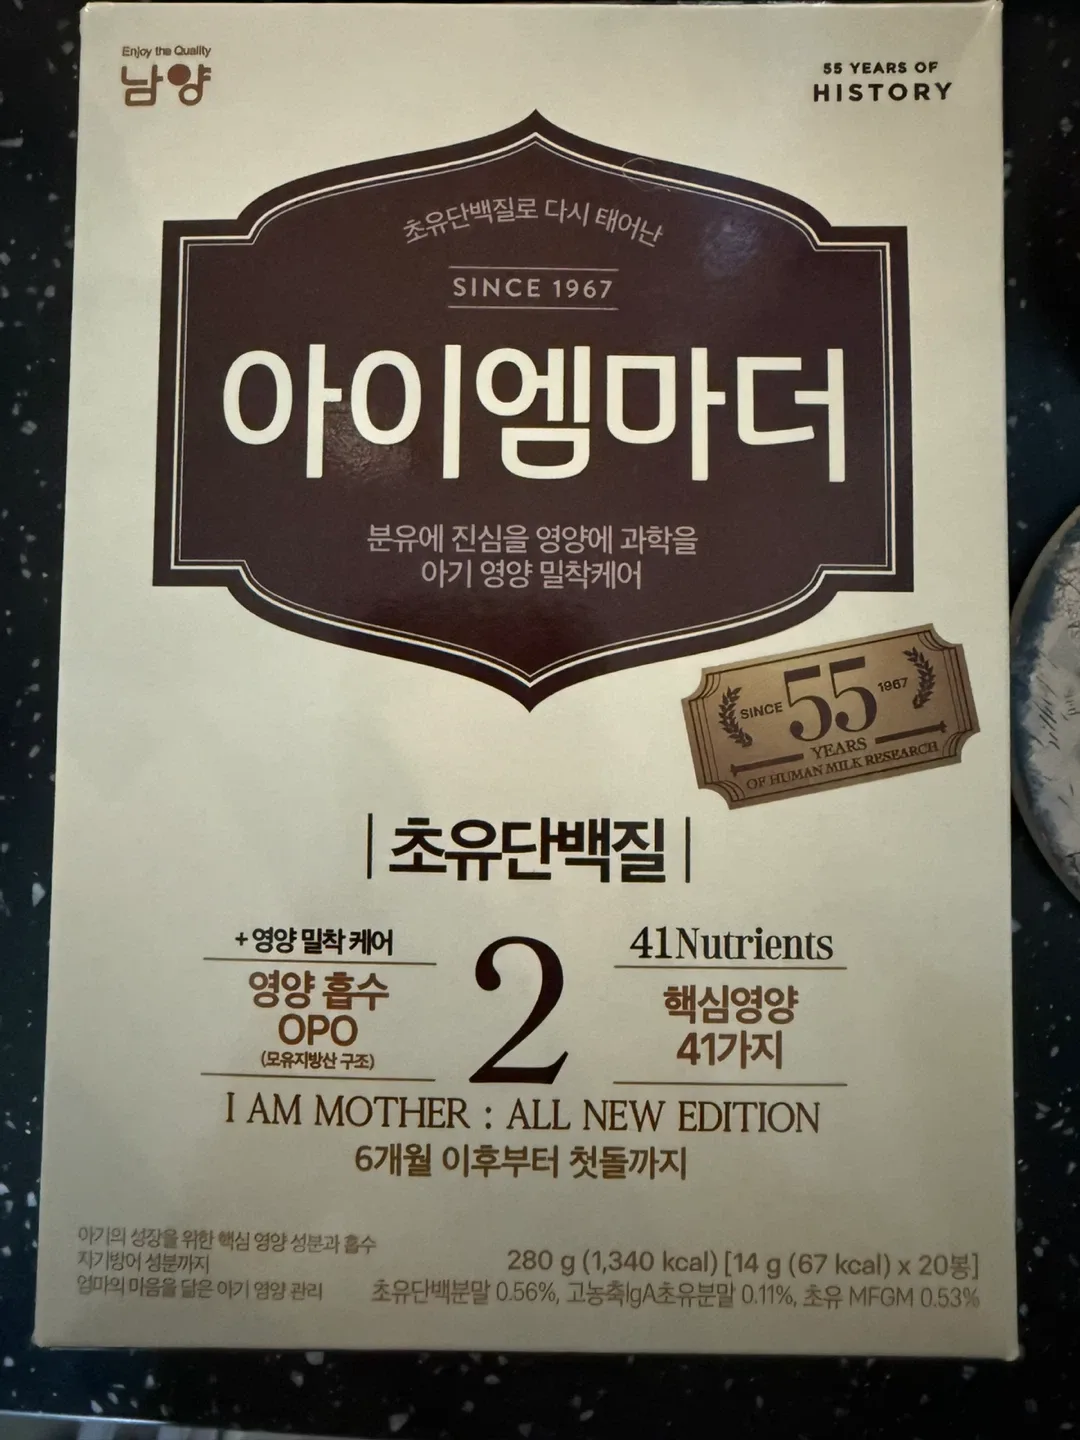 Enjoy the Quality
남양
55 YEARS OF
HISTORY
초유단백질로 다시 태어난
SINCE 1967
아이엠마더
분유에 진심을 영양에 과학을
아기 영양 밀착케어
SINCE 55 1967
YEARS
OF HUMAN MILK RESEARCH
초유단백질
+ 영양 밀착 케어
영양 흡수
OPO
(모유지방산 구조)
2
41Nutrients
핵심영양
41가지
I AM MOTHER : ALL NEW EDITION
6개월 이후부터 첫돌까지
아기의 성장을 위한 핵심 영양 성분과 흡수
자기방어 성분까지
엄마의 마음을 닮은 아기 영양 관리
280 g (1,340 kcal) [14 g (67 kcal) x 20봉]
초유단백분말 0.56%, 고농축IgA초유분말 0.11%, 초유 MFGM 0.53%